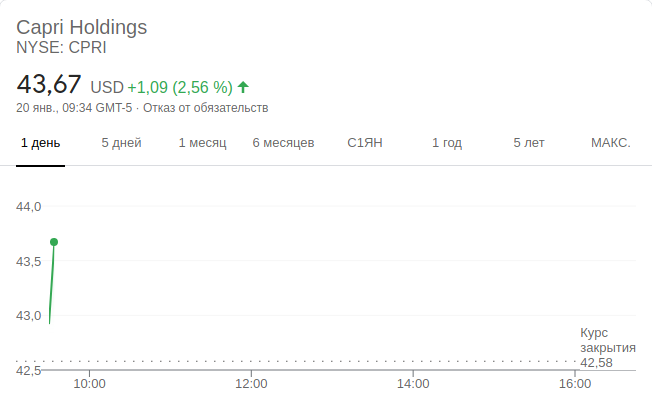 Capri Holdings
NYSE: CPRI
43,67 USD +1,09 (2,56 %)
20 янв., 09:34 GMT-5 · Отказ от обязательств
1 день 5 дней 1 месяц 6 месяцев С1ЯН 1 год 5 лет МАКС.
44,0
43,5
43,0
Курс
закрытия
42,58
42,5
10:00 12:00 14:00 16:00